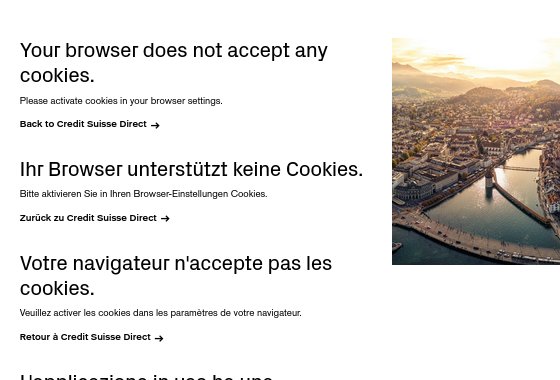 Your browser does not accept any
cookies.
Please activate cookies in your browser settings.
Back to Credit Suisse Direct →
Ihr Browser unterstützt keine Cookies.
Bitte aktivieren Sie in Ihren Browser-Einstellungen Cookies.
Zurück zu Credit Suisse Direct →
Votre navigateur n'accepte pas les
cookies.
Veuillez activer les cookies dans les paramètres de votre navigateur.
Retour à Credit Suisse Direct →